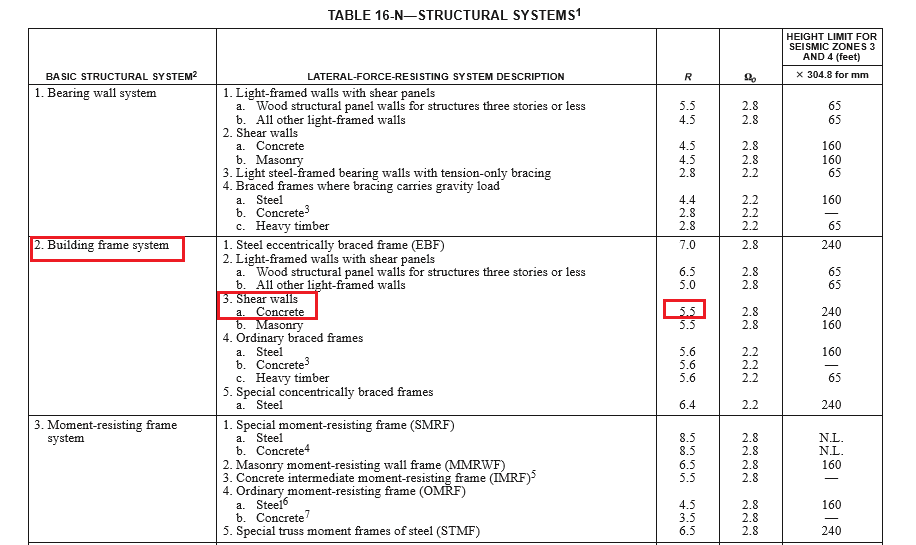 TABLE 16-N—STRUCTURAL SYSTEMS1
BASIC STRUCTURAL SYSTEM2 LATERAL-FORCE-RESISTING SYSTEM DESCRIPTION R Ωo HEIGHT LIMIT FOR
SEISMIC ZONES 3
AND 4 (feet)
× 304.8 for mm
1. Bearing wall system 1. Light-framed walls with shear panels
a. Wood structural panel walls for structures three stories or less 5.5 2.8 65
b. All other light-framed walls 4.5 2.8 65
2. Shear walls
a. Concrete 4.5 2.8 160
b. Masonry 4.5 2.8 160
3. Light steel-framed bearing walls with tension-only bracing 2.8 2.2 65
4. Braced frames where bracing carries gravity load
a. Steel 4.4 2.2 160
b. Concrete3 2.8 2.2 —
c. Heavy timber 2.8 2.2 65
2. Building frame system 1. Steel eccentrically braced frame (EBF) 7.0 2.8 240
2. Light-framed walls with shear panels
a. Wood structural panel walls for structures three stories or less 6.5 2.8 65
b. All other light-framed walls 5.0 2.8 65
3. Shear walls
a. Concrete 5.5 2.8 240
b. Masonry 5.5 2.8 160
4. Ordinary braced frames
a. Steel 5.6 2.2 160
b. Concrete3 5.6 2.2 —
c. Heavy timber 5.6 2.2 65
5. Special concentrically braced frames
a. Steel 6.4 2.2 240
3. Moment-resisting frame 1. Special moment-resisting frame (SMRF)
system a. Steel 8.5 2.8 N.L.
b. Concrete4 8.5 2.8 N.L.
2. Masonry moment-resisting wall frame (MMRWF) 6.5 2.8 160
3. Concrete intermediate moment-resisting frame (IMRF)5 5.5 2.8 —
4. Ordinary moment-resisting frame (OMRF)
a. Steel6 4.5 2.8 160
b. Concrete7 3.5 2.8 —
5. Special truss moment frames of steel (STMF) 6.5 2.8 240